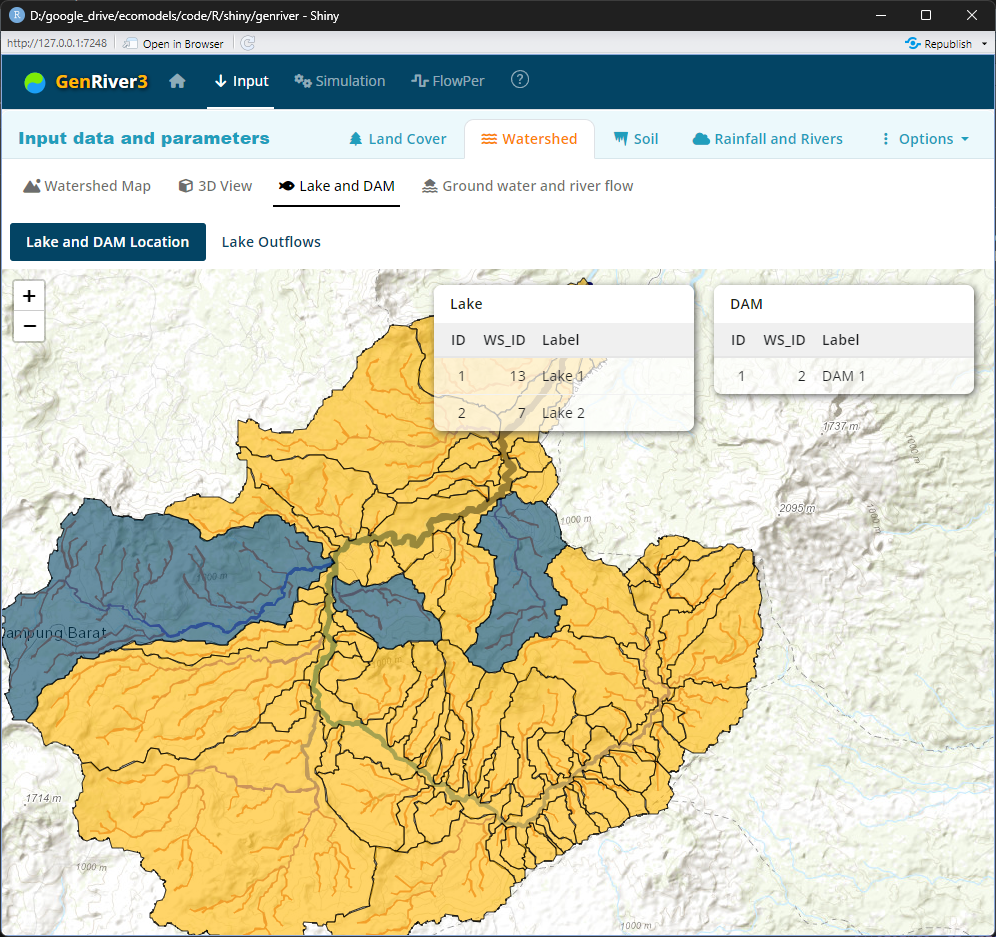 D:/google_drive/ecomodels/code/R/shiny/genriver - Shiny
http://127.0.0.1:7248 Open in Browser Republish
GenRiver3 Input Simulation FlowPer ?
Input data and parameters Land Cover Watershed Soil Rainfall and Rivers Options
Watershed Map 3D View Lake and DAM Ground water and river flow
Lake and DAM Location Lake Outflows
+
−
Lake
ID WS_ID Label
1 13 Lake 1
2 7 Lake 2
DAM
ID WS_ID Label
1 2 DAM 1
1737 m
1000 m
2095 m
1000 m
1000 m
ampung Barat
1714 m
1000 m
1000 m